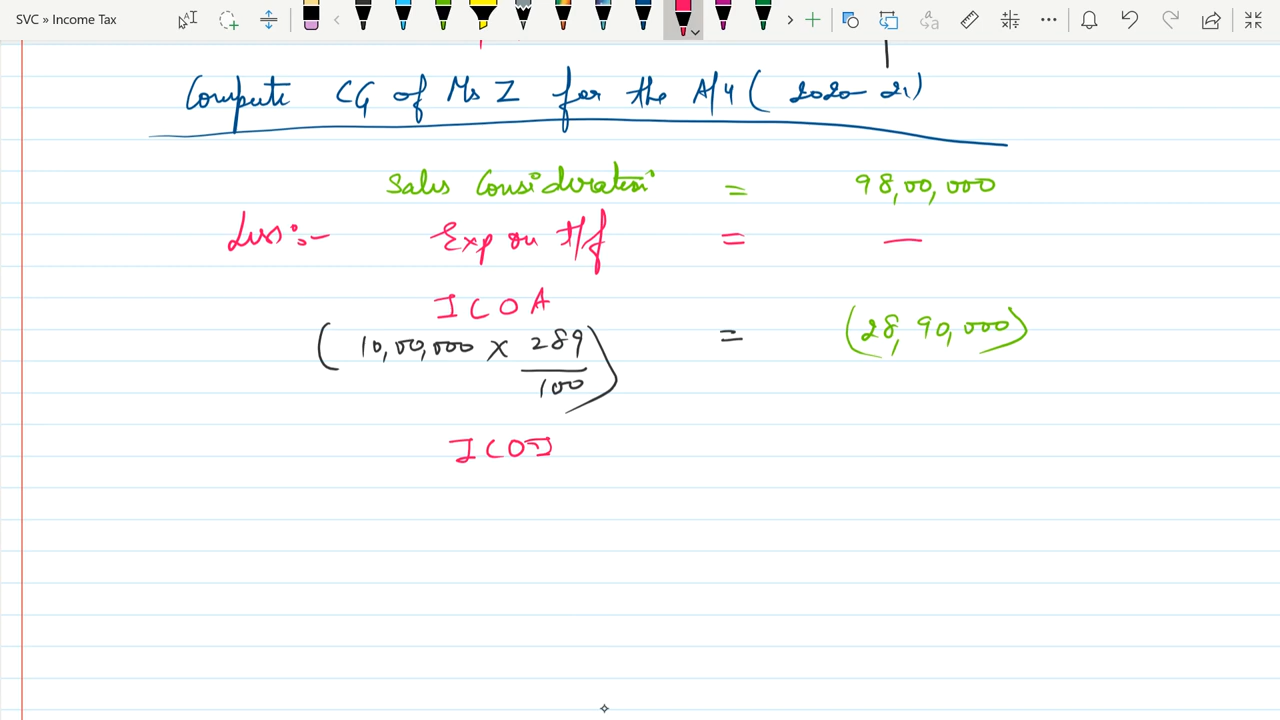 SVC » Income Tax
Compute CG of Ms Z for the A/y ( 2020-21)
Sales Consideration = 98,00,000
Less:- Exp on t/f = —
ICOA
( 10,00,000 × 289/100 ) = (28,90,000)
ICOI